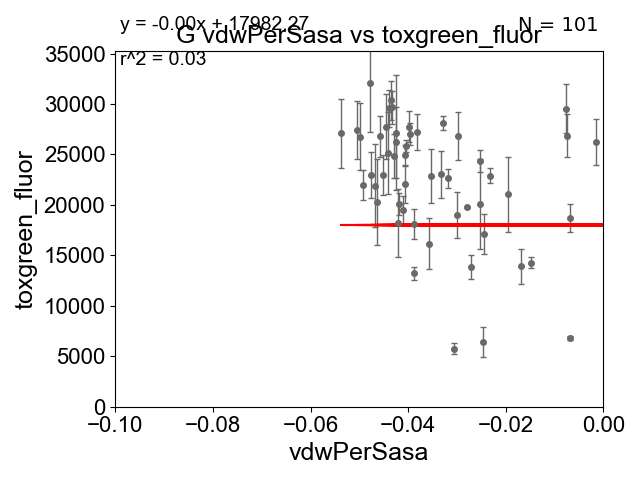 y = -0.00x + 17982.27
N = 101
G vdwPerSasa vs toxgreen_fluor
r^2 = 0.03
toxgreen_fluor
35000
30000
25000
20000
15000
10000
5000
0
−0.10 −0.08 −0.06 −0.04 −0.02 0.00
vdwPerSasa